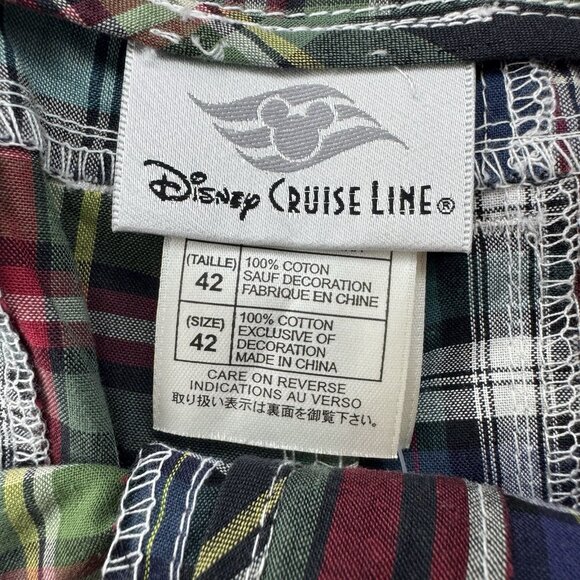 Disney CRUISE LINE®
(TAILLE)
42
100% COTON
SAUF DECORATION
FABRIQUE EN CHINE
(SIZE)
42
100% COTTON
EXCLUSIVE OF
DECORATION
MADE IN CHINA
CARE ON REVERSE
INDICATIONS AU VERSO
取り扱い表示は裏面を御覧下さい